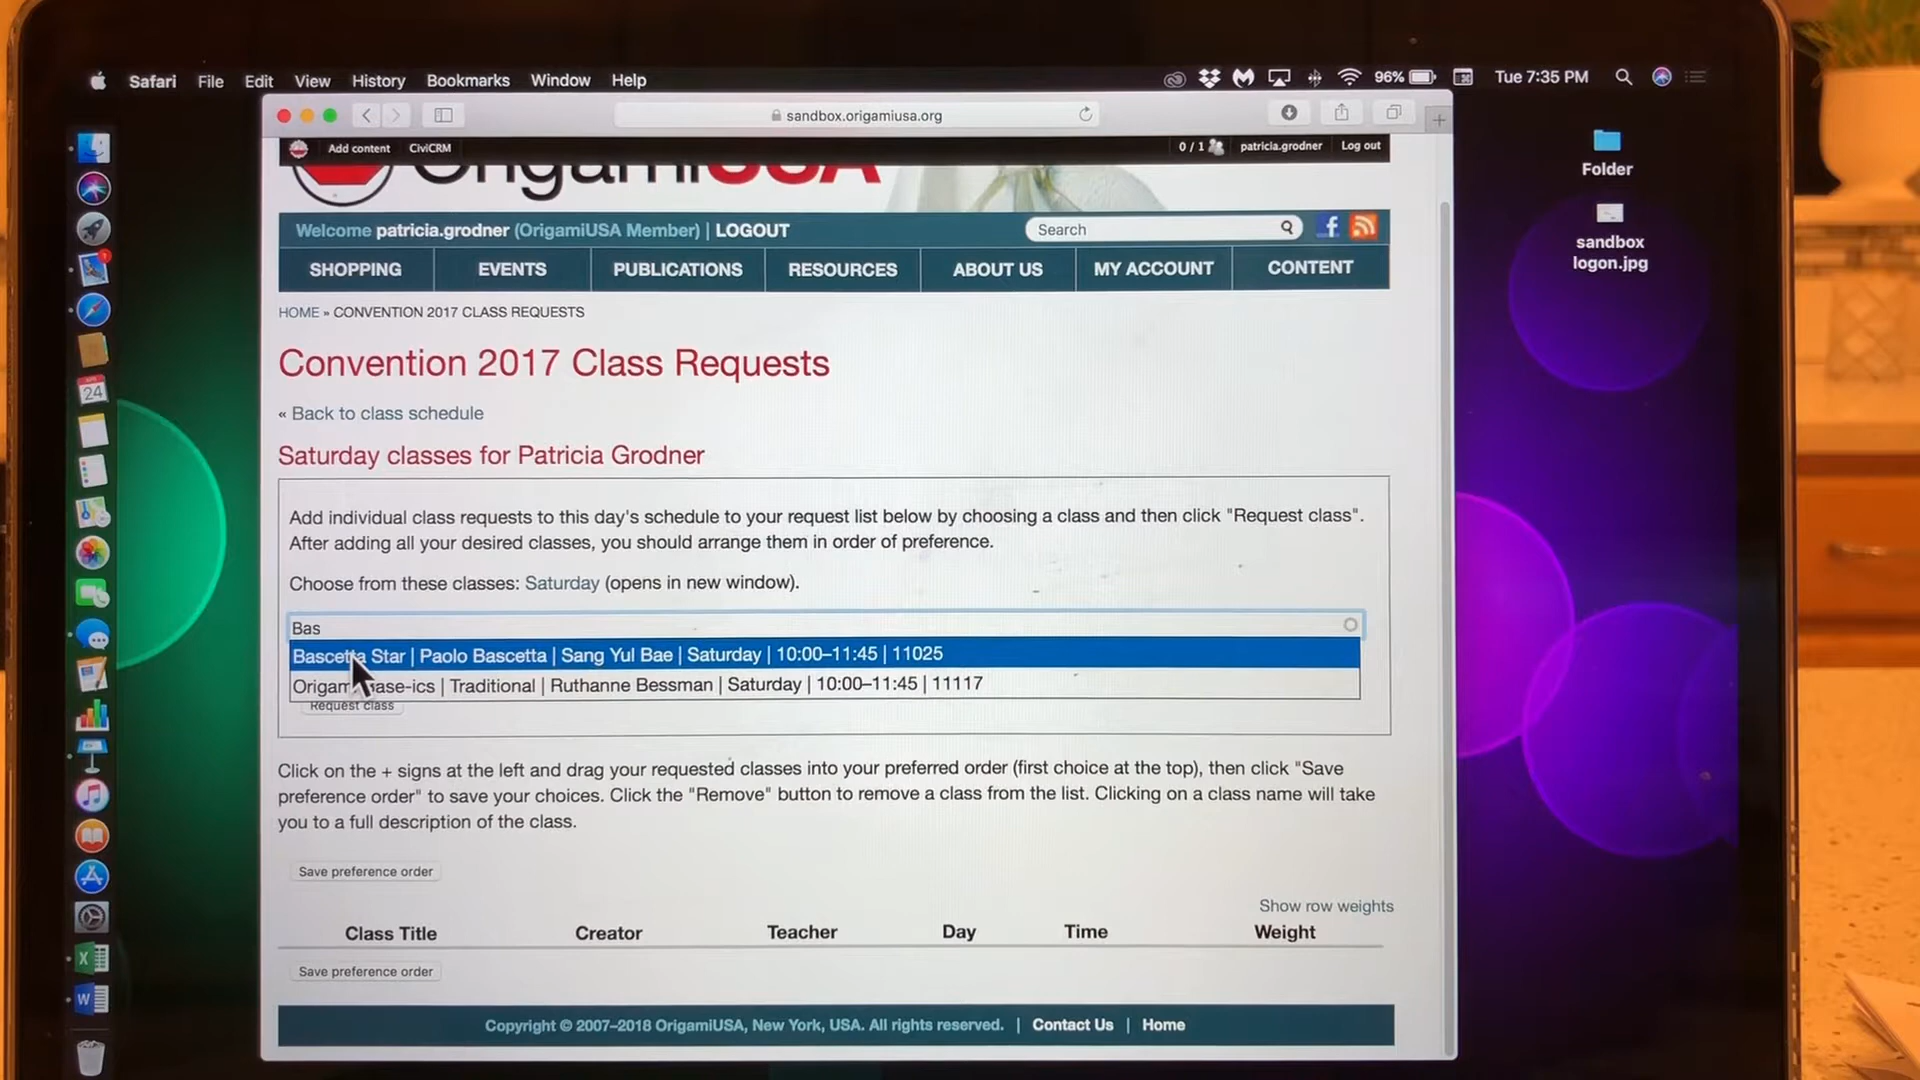 Safari File Edit View History Bookmarks Window Help 96% Tue 7:35 PM
sandbox.origamiusa.org
Add content CiviCRM 0 / 1 patricia.grodner Log out
OrigamiUSA
Welcome patricia.grodner (OrigamiUSA Member) | LOGOUT Search
SHOPPING EVENTS PUBLICATIONS RESOURCES ABOUT US MY ACCOUNT CONTENT
HOME » CONVENTION 2017 CLASS REQUESTS
Convention 2017 Class Requests
« Back to class schedule
Saturday classes for Patricia Grodner
Add individual class requests to this day's schedule to your request list below by choosing a class and then click "Request class".
After adding all your desired classes, you should arrange them in order of preference.
Choose from these classes: Saturday (opens in new window).
Bas
Bascetta Star | Paolo Bascetta | Sang Yul Bae | Saturday | 10:00–11:45 | 11025
Origami Base-ics | Traditional | Ruthanne Bessman | Saturday | 10:00–11:45 | 11117
Request class
Click on the + signs at the left and drag your requested classes into your preferred order (first choice at the top), then click "Save
preference order" to save your choices. Click the "Remove" button to remove a class from the list. Clicking on a class name will take
you to a full description of the class.
Save preference order
Show row weights
Class Title Creator Teacher Day Time Weight
Save preference order
Copyright © 2007–2018 OrigamiUSA, New York, USA. All rights reserved. | Contact Us | Home
Folder
sandbox
logon.jpg
24